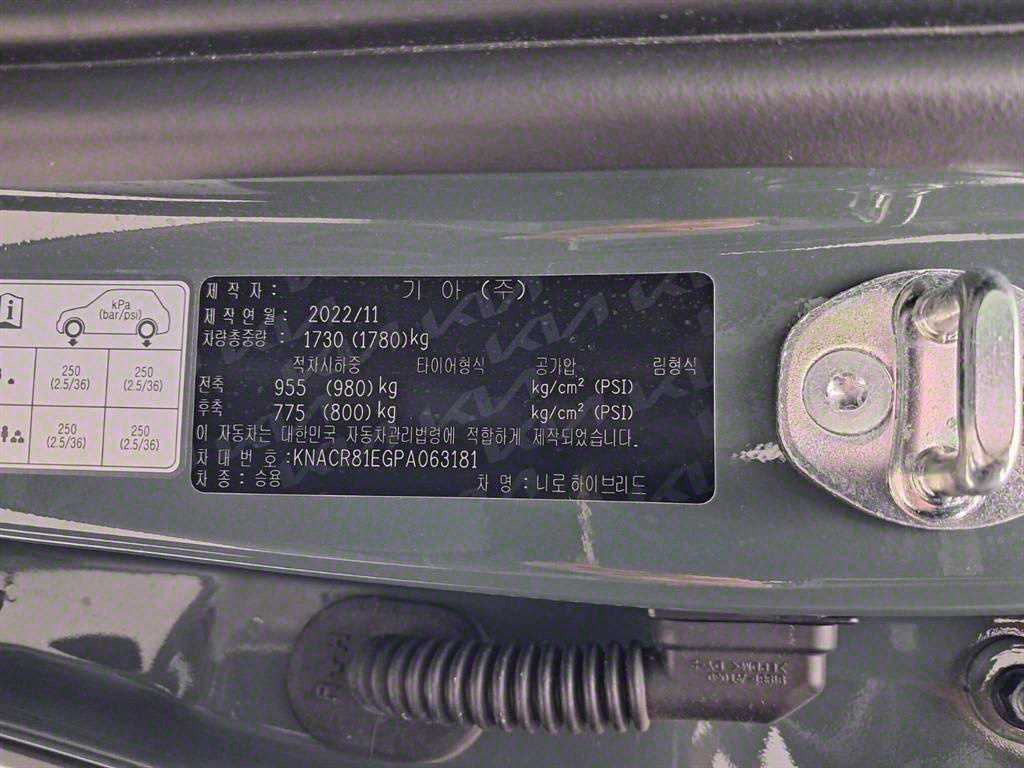 kPa
(bar/psi)
250
(2.5/36)
250
(2.5/36)
250
(2.5/36)
250
(2.5/36)
제 작 자 : 기 아 (주)
제 작 연 월 : 2022/11
차량총중량 : 1730 (1780)kg
적차시하중 타이어형식 공기압 림형식
전축 955 (980) kg kg/cm² (PSI)
후축 775 (800) kg kg/cm² (PSI)
이 자동차는 대한민국 자동차관리법령에 적합하게 제작되었습니다.
차 대 번 호 :KNACR81EGPA063181
차 종 : 승용 차 명 : 니로하이브리드